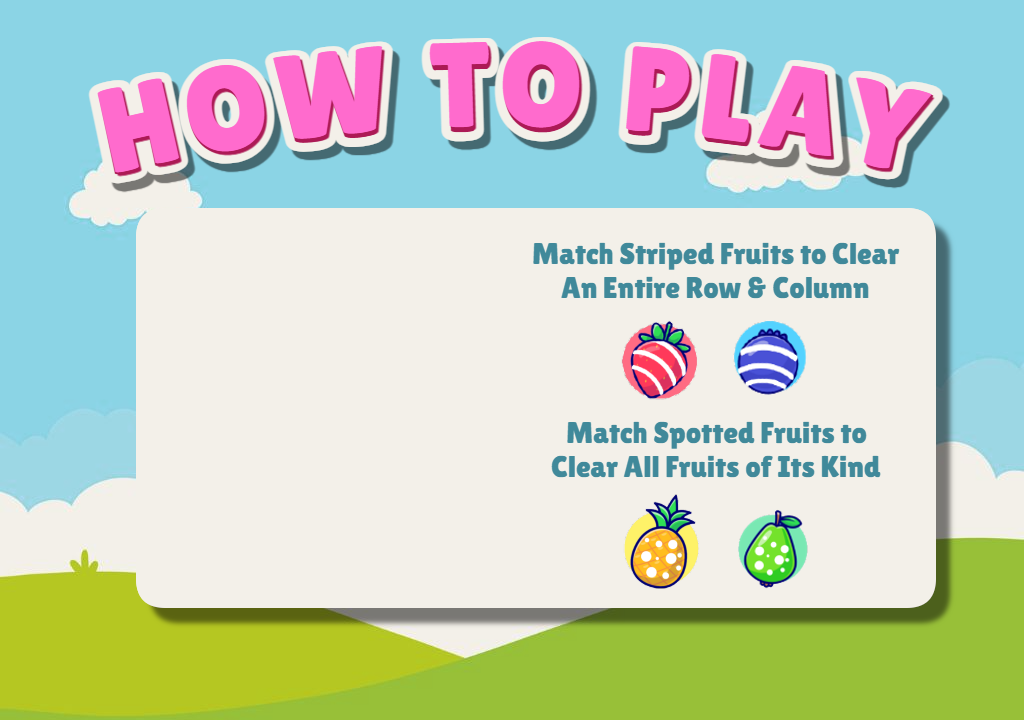 HOW TO PLAY
Match Striped Fruits to Clear
An Entire Row & Column
Match Spotted Fruits to
Clear All Fruits of Its Kind